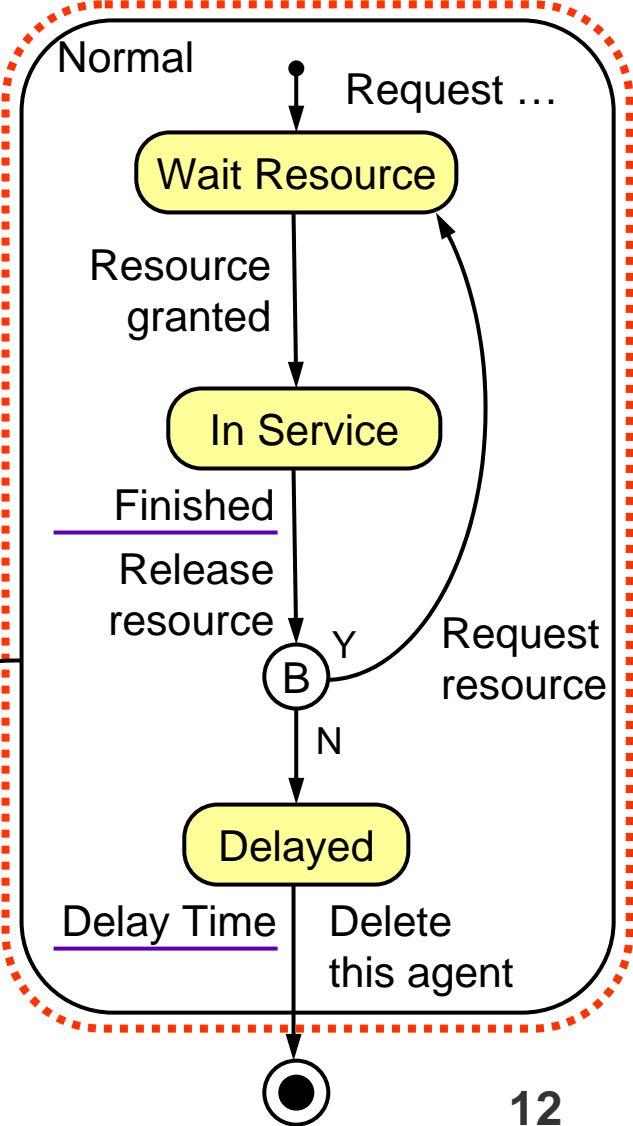 Normal
Request …
Wait Resource
Resource
granted
In Service
Finished
Release
resource
Y
Request
resource
B
N
Delayed
Delay Time
Delete
this agent
12